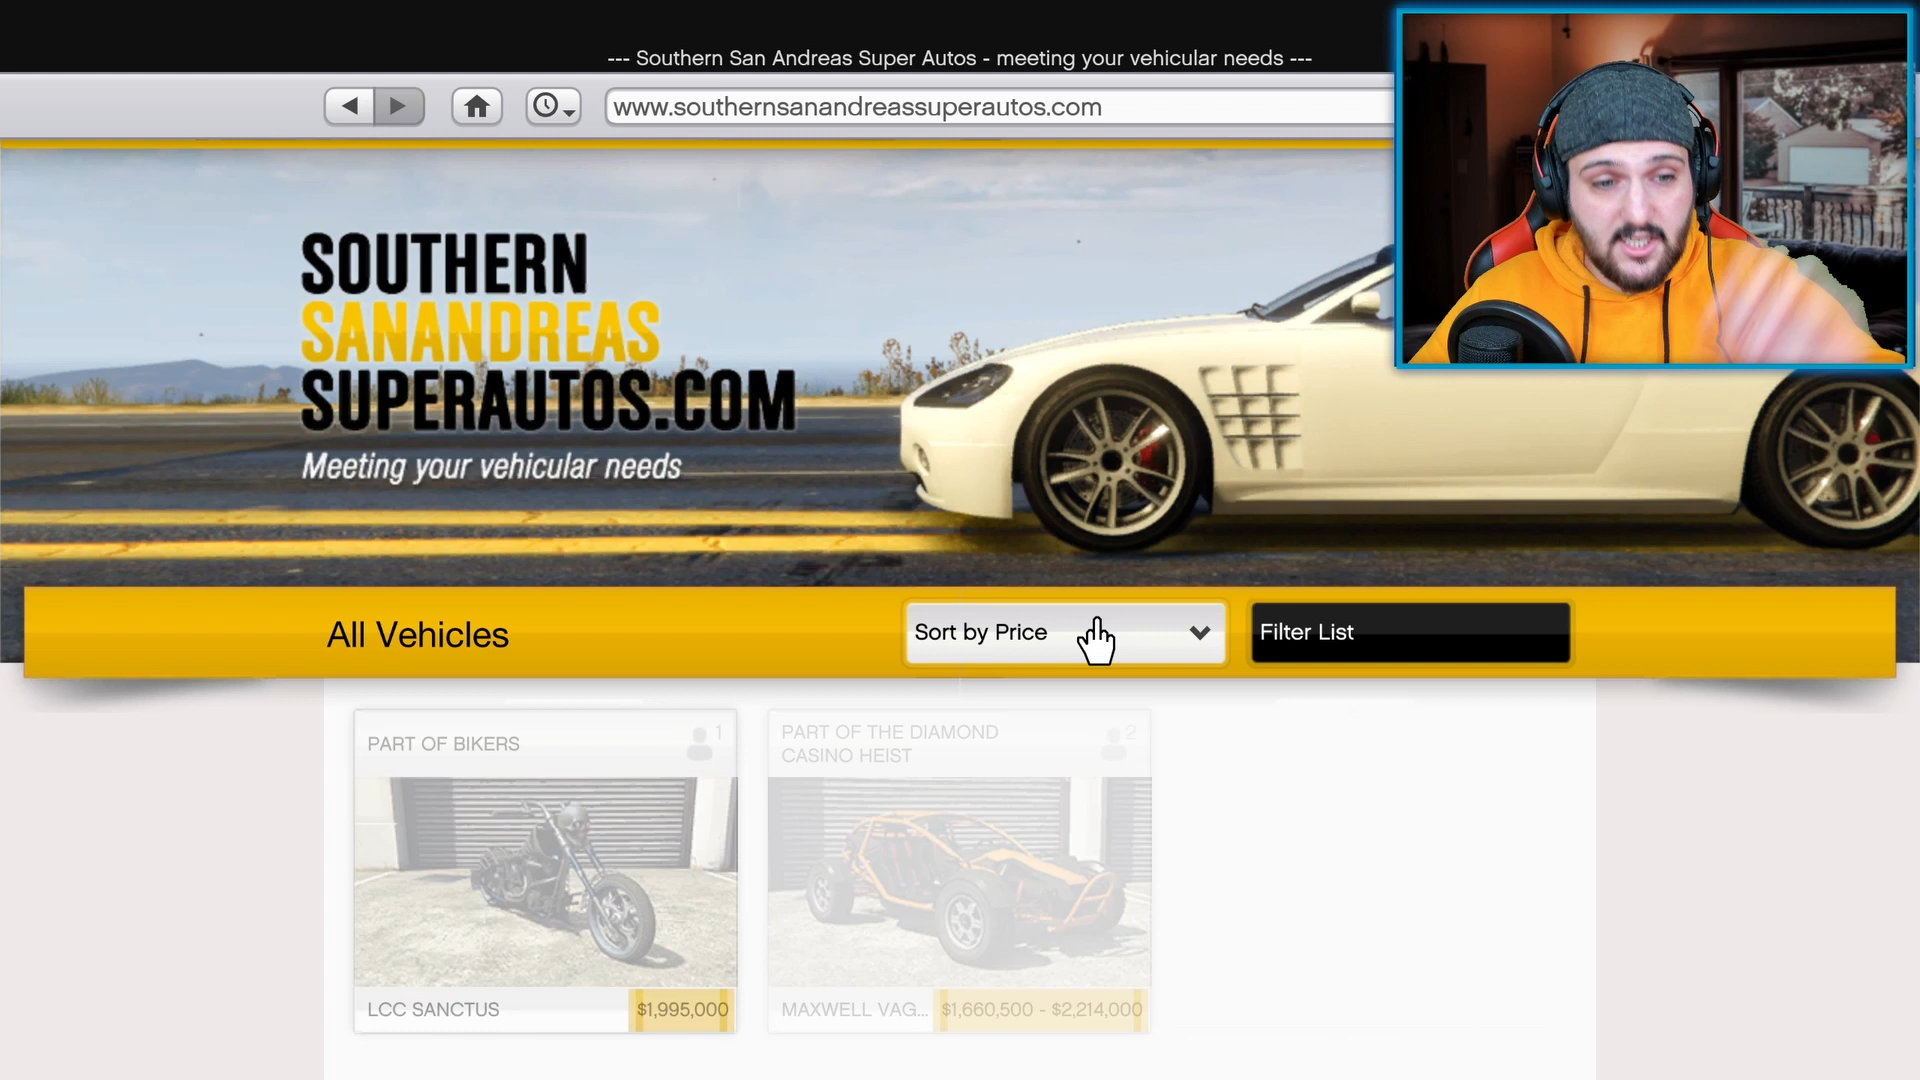 --- Southern San Andreas Super Autos - meeting your vehicular needs ---
www.southernsanandreassuperautos.com
SOUTHERN
SANANDREAS
SUPERAUTOS.COM
Meeting your vehicular needs
All Vehicles
Sort by Price
Filter List
PART OF BIKERS
1
PART OF THE DIAMOND
CASINO HEIST
2
LCC SANCTUS
$1,995,000
MAXWELL VAG...
$1,660,500 - $2,214,000